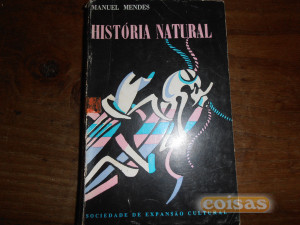 MANUEL MENDES
HISTÓRIA NATURAL
SOCIEDADE DE EXPANSÃO CULTURAL
coisas